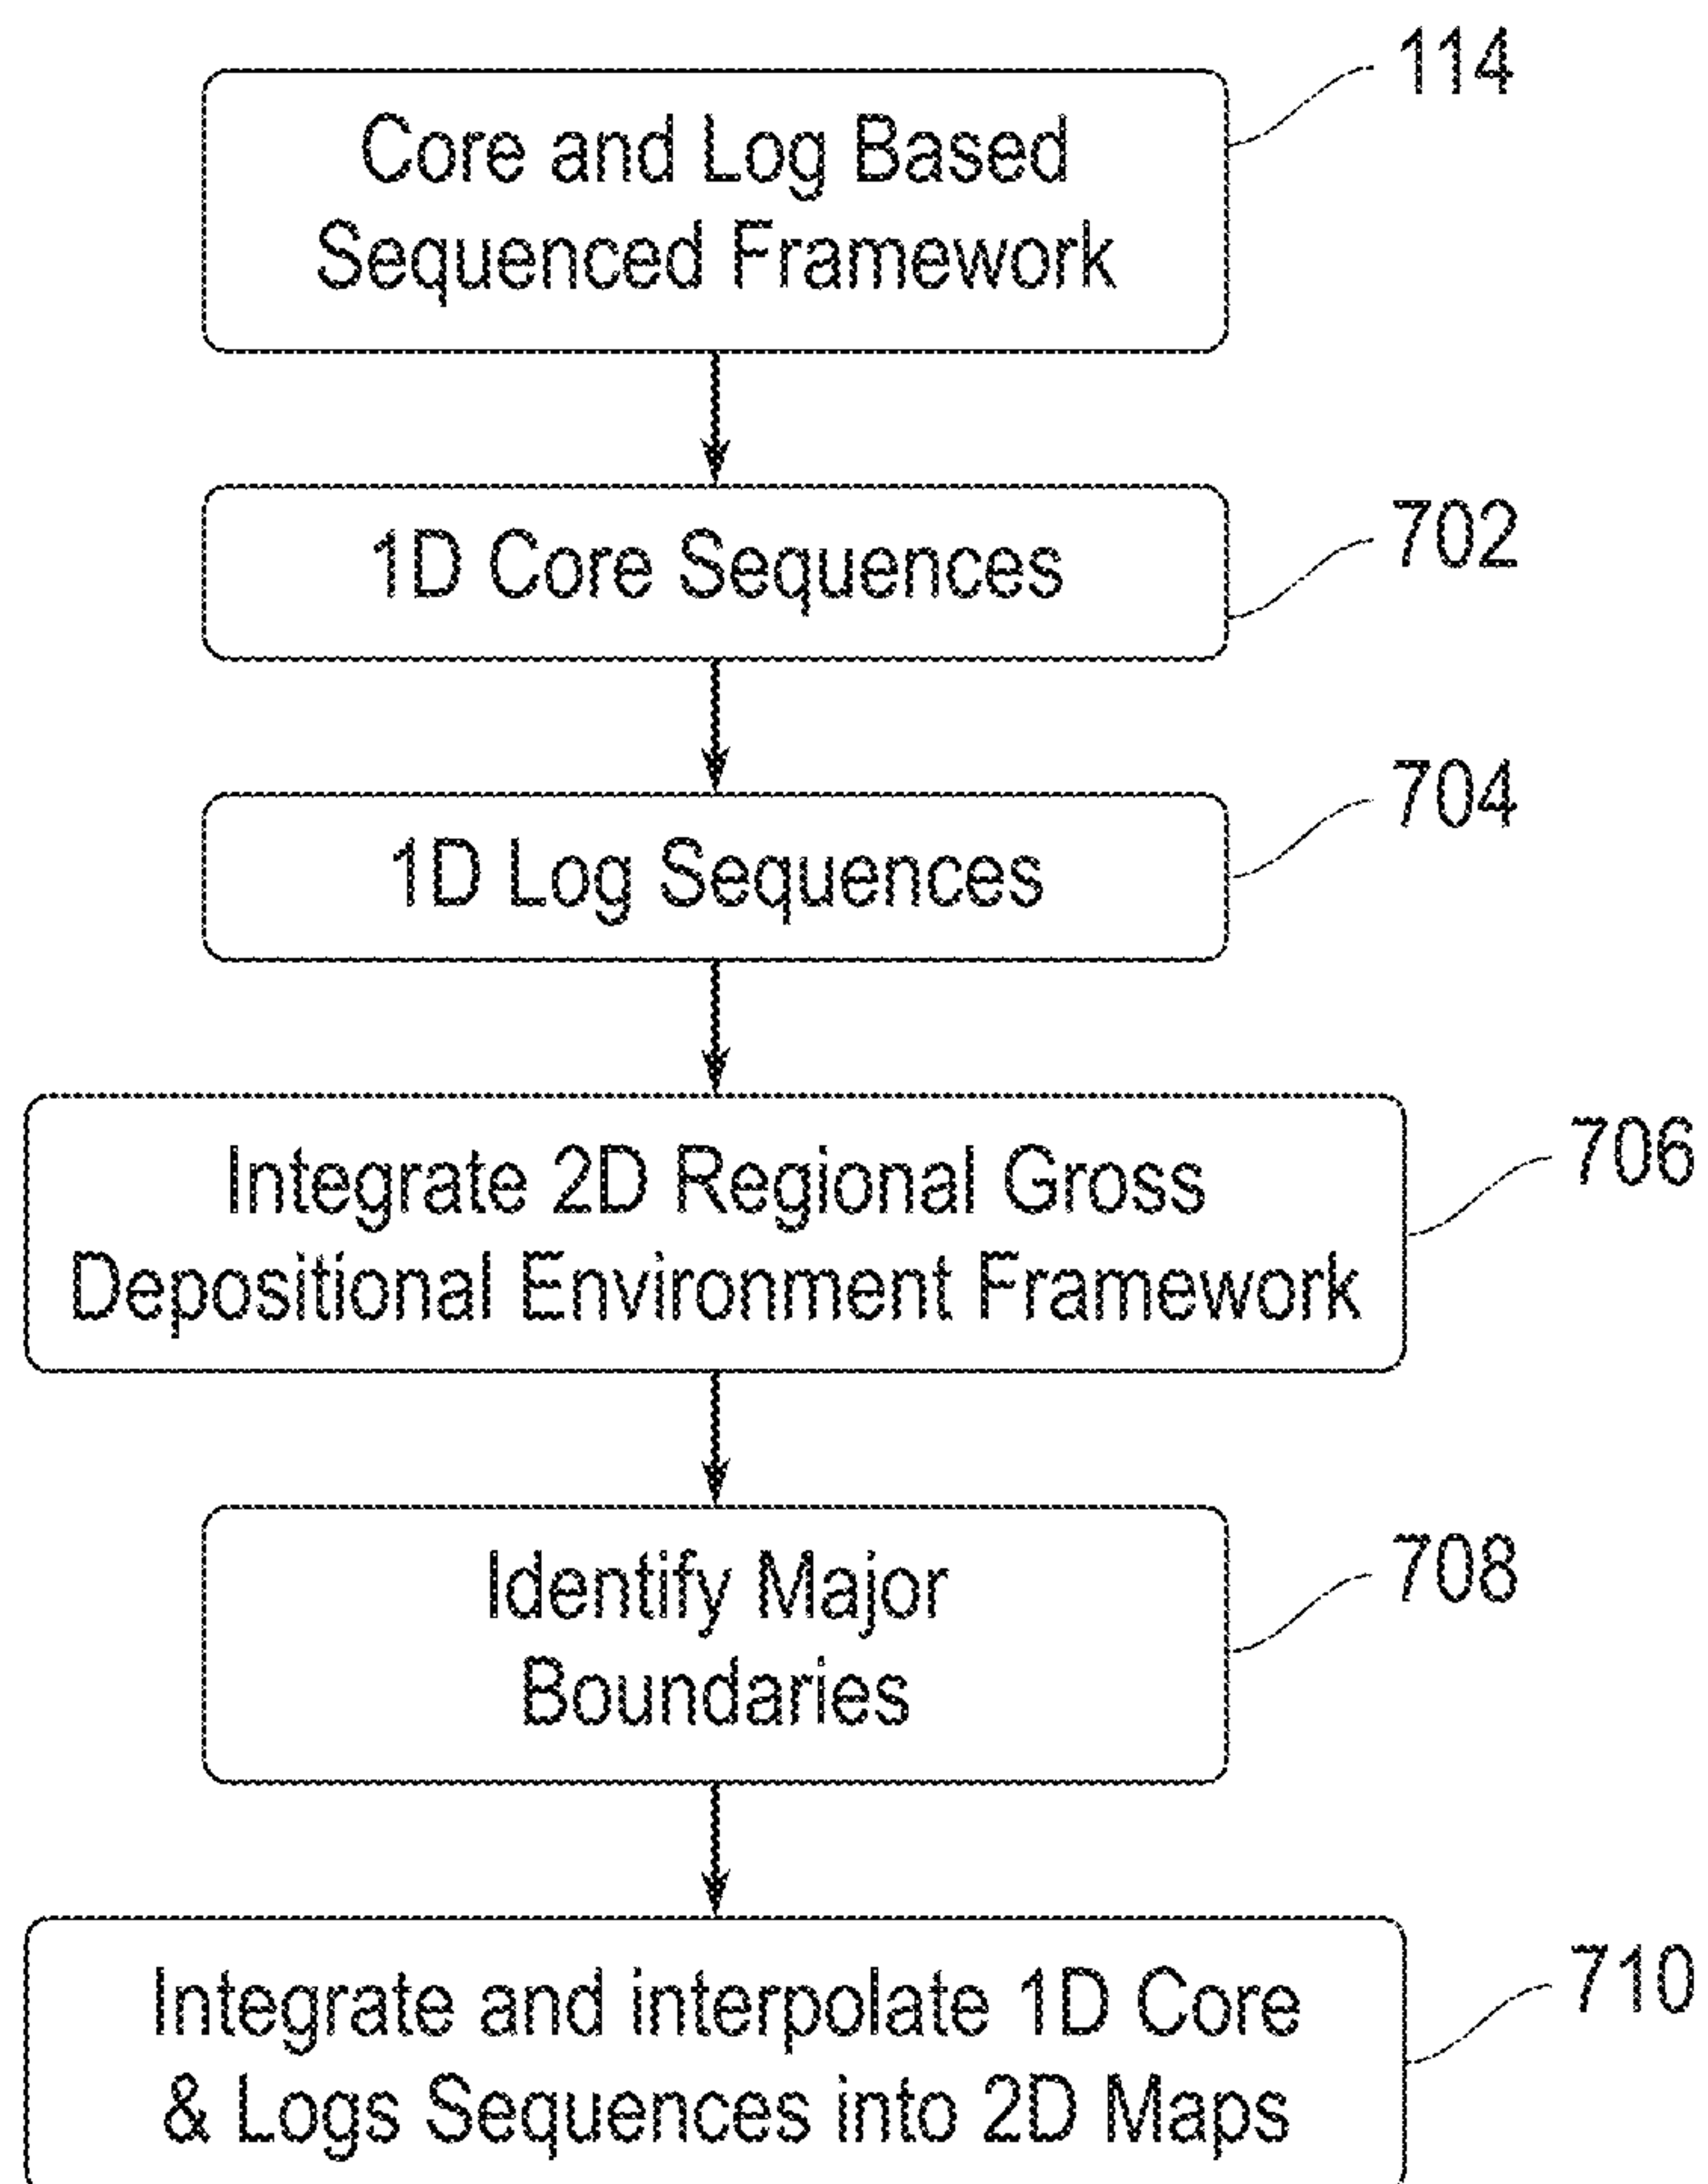 114
Core and Log Based
Sequenced Framework
702
1D Core Sequences
704
1D Log Sequences
706
Integrate 2D Regional Gross
Depositional Environment Framework
708
Identify Major
Boundaries
710
Integrate and interpolate 1D Core
& Logs Sequences into 2D Maps